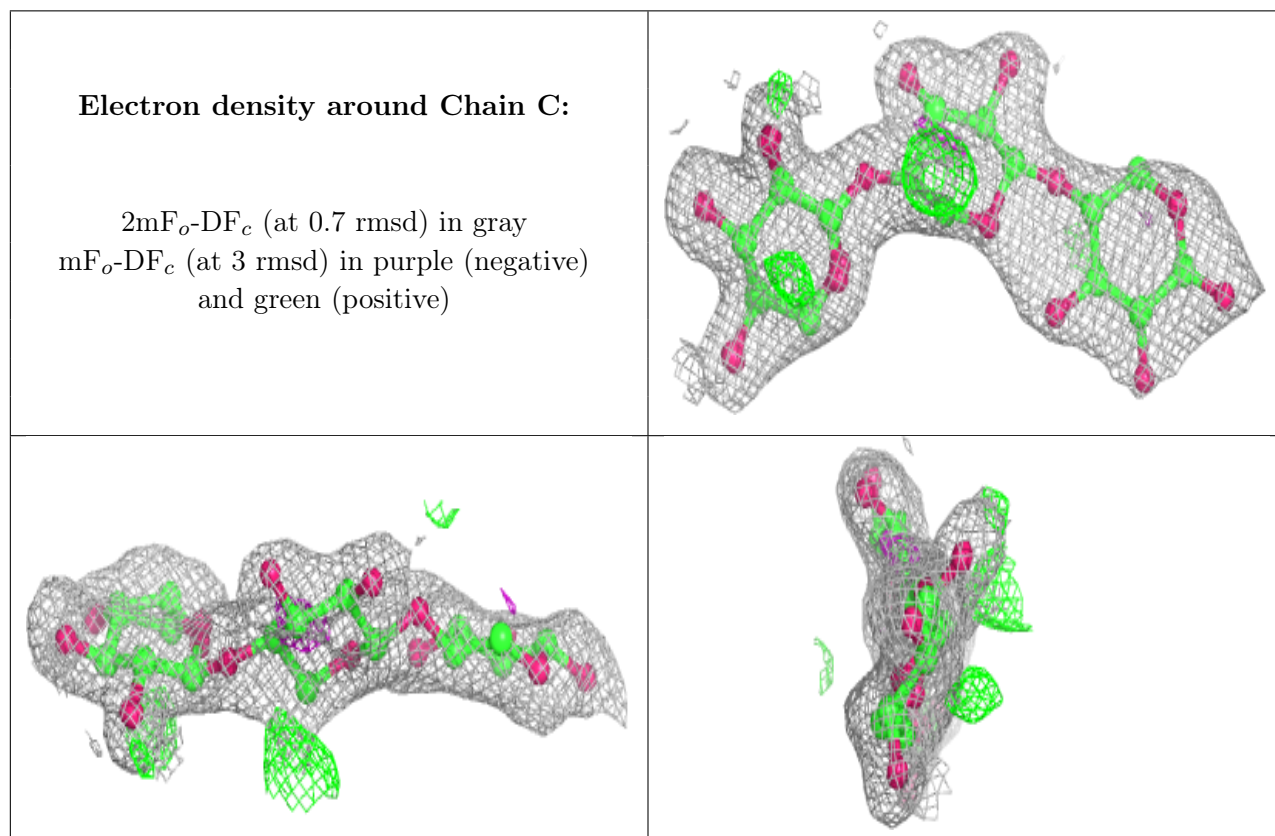 Electron density around Chain C:
2mFₒ-DF𝑐 (at 0.7 rmsd) in gray
mFₒ-DF𝑐 (at 3 rmsd) in purple (negative)
and green (positive)